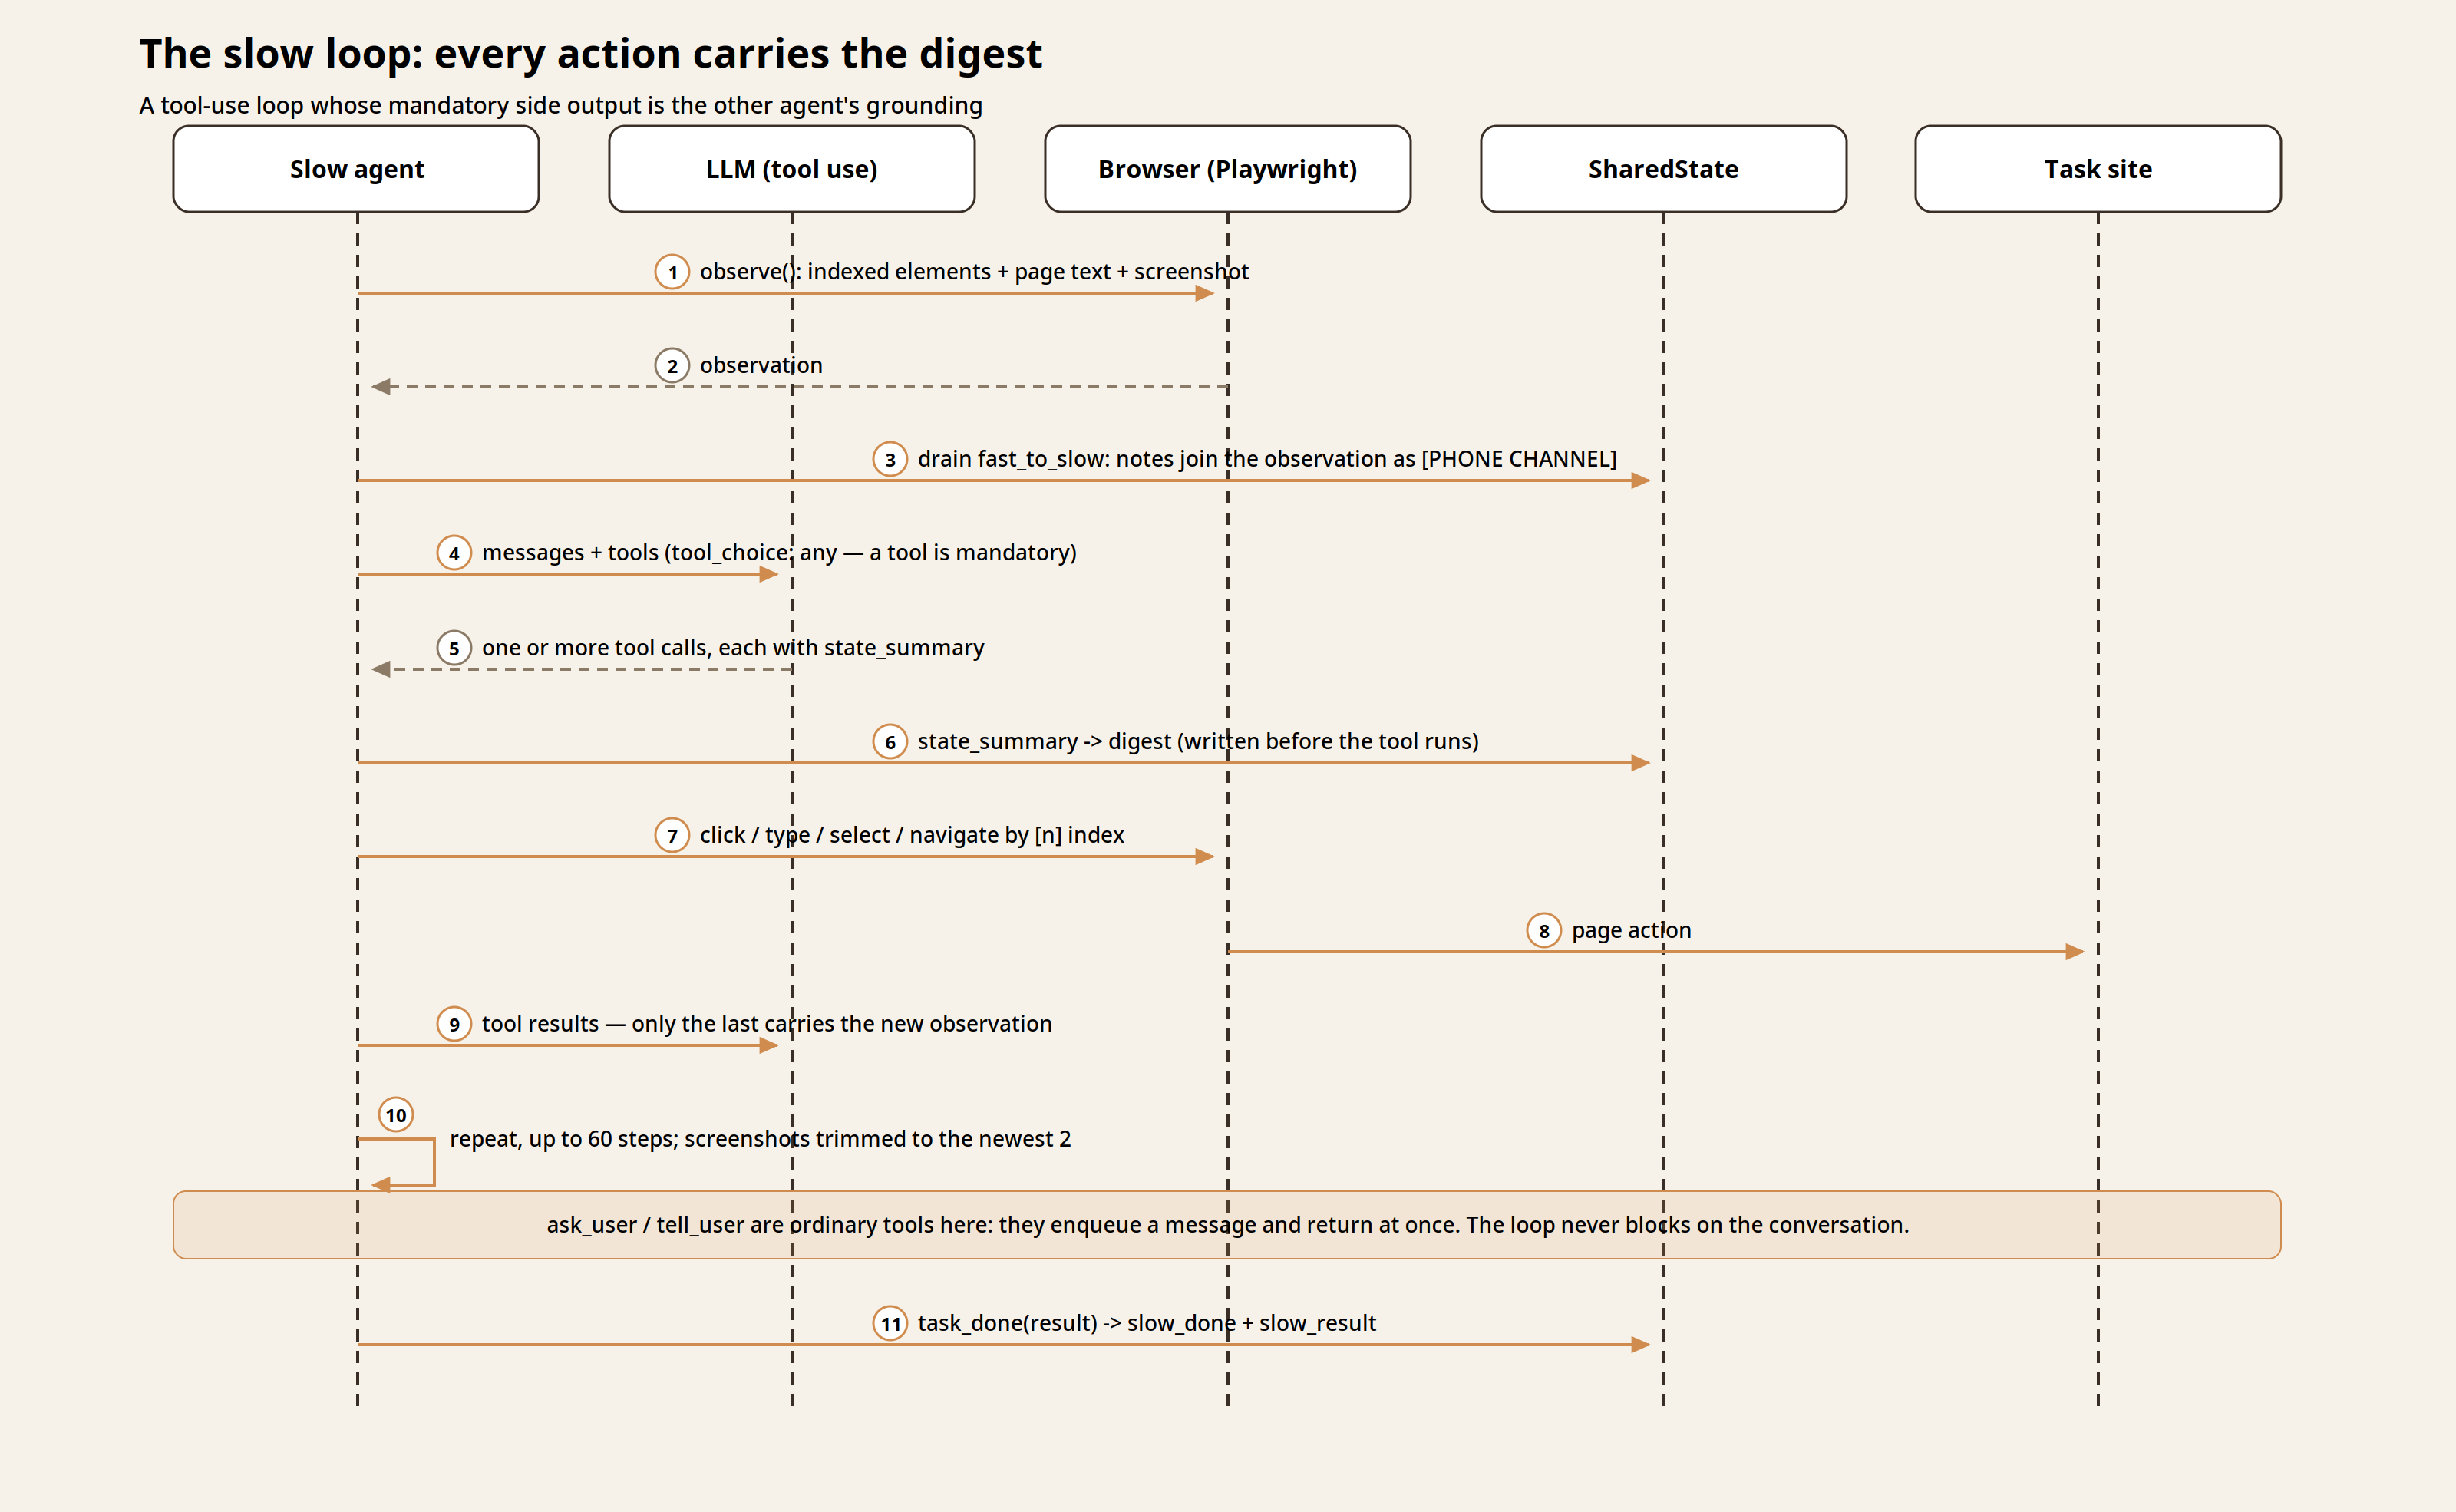 The slow loop: every action carries the digest
A tool-use loop whose mandatory side output is the other agent's grounding
Slow agent
LLM (tool use)
Browser (Playwright)
SharedState
Task site
1 observe(): indexed elements + page text + screenshot
2 observation
3 drain fast_to_slow: notes join the observation as [PHONE CHANNEL]
4 messages + tools (tool_choice: any — a tool is mandatory)
5 one or more tool calls, each with state_summary
6 state_summary -> digest (written before the tool runs)
7 click / type / select / navigate by [n] index
8 page action
9 tool results — only the last carries the new observation
10
repeat, up to 60 steps; screenshots trimmed to the newest 2
ask_user / tell_user are ordinary tools here: they enqueue a message and return at once. The loop never blocks on the conversation.
11 task_done(result) -> slow_done + slow_result